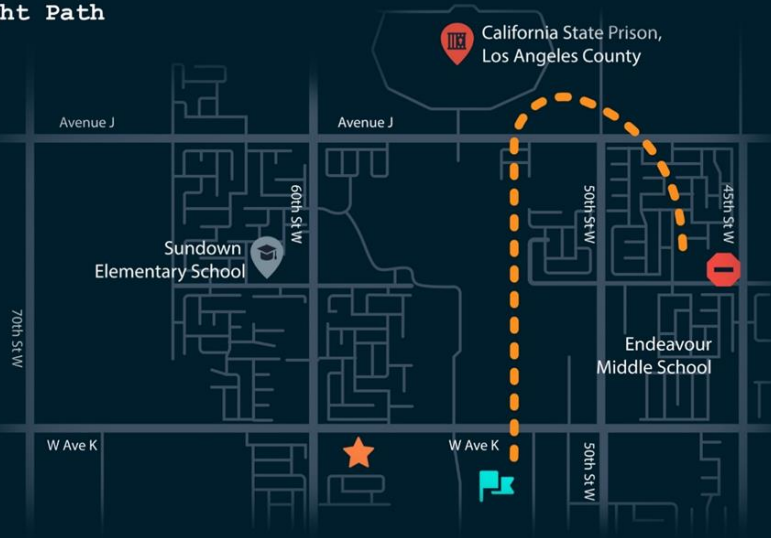 ht Path
California State Prison,
Los Angeles County
Avenue J
Avenue J
60th St W
50th St W
45th St W
Sundown
Elementary School
70th St W
Endeavour
Middle School
W Ave K
W Ave K
50th St W